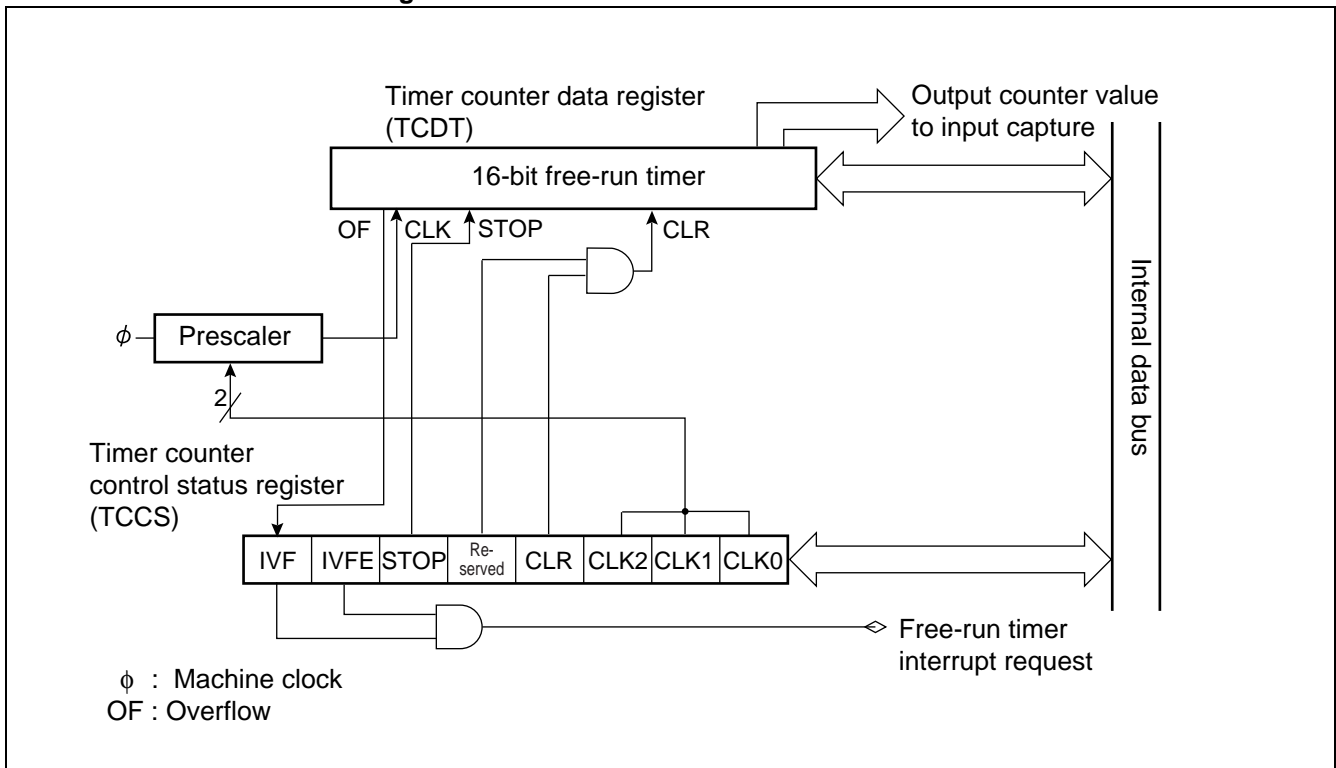 Timer counter data register
(TCDT)
Output counter value
to input capture
16-bit free-run timer
OF
CLK
STOP
CLR
Internal data bus
ϕ
Prescaler
2
Timer counter
control status register
(TCCS)
IVF
IVFE
STOP
Re-
served
CLR
CLK2
CLK1
CLK0
Free-run timer
interrupt request
ϕ : Machine clock
OF : Overflow